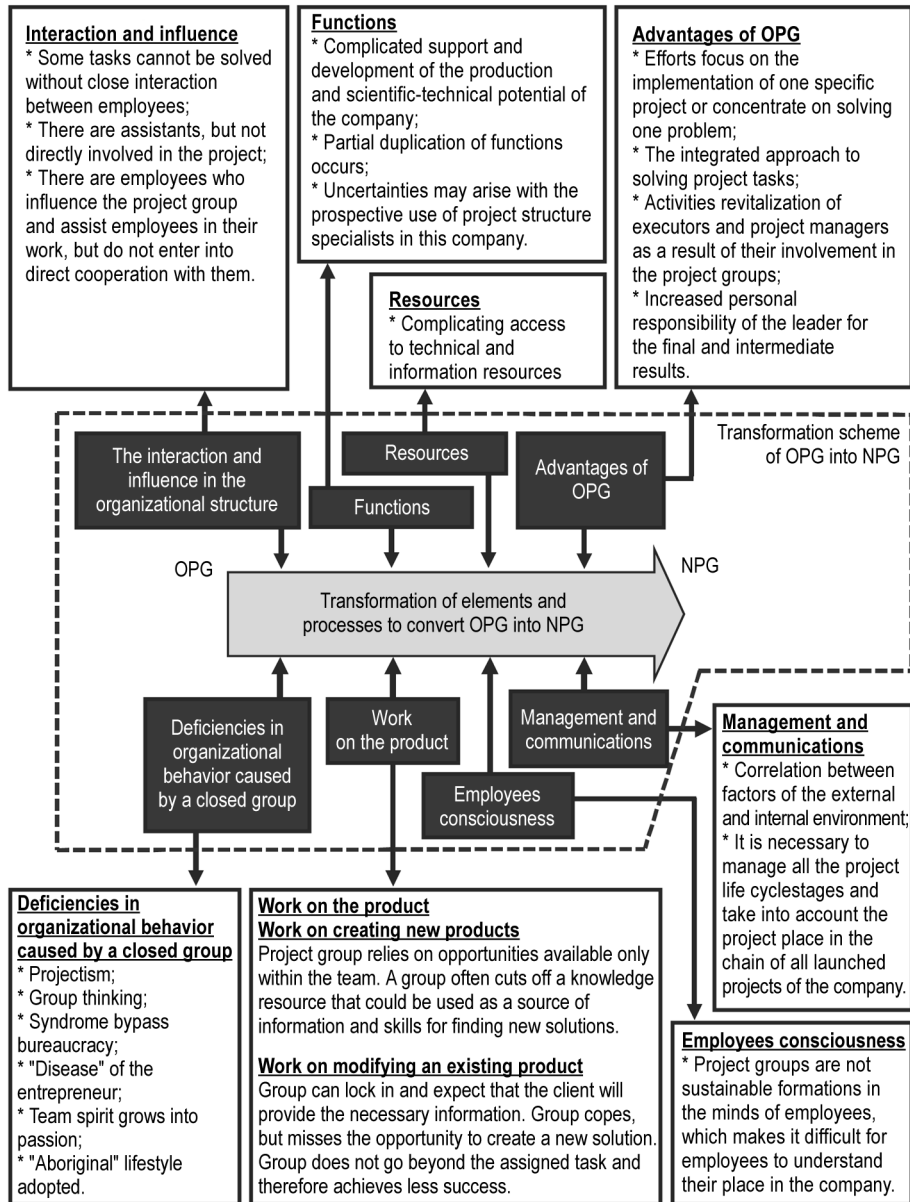 Interaction and influence
* Some tasks cannot be solved
without close interaction
between employees;
* There are assistants, but not
directly involved in the project;
* There are employees who
influence the project group
and assist employees in their
work, but do not enter into
direct cooperation with them.
Functions
* Complicated support and
development of the production
and scientific-technical potential of
the company;
* Partial duplication of functions
occurs;
* Uncertainties may arise with the
prospective use of project structure
specialists in this company.
Resources
* Complicating access
to technical and
information resources
Advantages of OPG
* Efforts focus on the
implementation of one specific
project or concentrate on solving
one problem;
* The integrated approach to
solving project tasks;
* Activities revitalization of
executors and project managers
as a result of their involvement in
the project groups;
* Increased personal
responsibility of the leader for
the final and intermediate
results.
Transformation scheme
of OPG into NPG
The interaction and
influence in the
organizational structure
Functions
Resources
Advantages of
OPG
OPG
NPG
Transformation of elements and
processes to convert OPG into NPG
Deficiencies in
organizational
behavior caused
by a closed group
Work
on the product
Employees
consciousness
Management and
communications
Management and
communications
* Correlation between
factors of the external
and internal environment;
* It is necessary to
manage all the project
life cyclestages and
take into account the
project place in the
chain of all launched
projects of the company.
Deficiencies in
organizational behavior
caused by a closed group
* Projectism;
* Group thinking;
* Syndrome bypass
bureaucracy;
* "Disease" of the
entrepreneur;
* Team spirit grows into
passion;
* "Aboriginal" lifestyle
adopted.
Work on the product
Work on creating new products
Project group relies on opportunities available only
within the team. A group often cuts off a knowledge
resource that could be used as a source of
information and skills for finding new solutions.
Work on modifying an existing product
Group can lock in and expect that the client will
provide the necessary information. Group copes,
but misses the opportunity to create a new solution.
Group does not go beyond the assigned task and
therefore achieves less success.
Employees consciousness
* Project groups are not
sustainable formations in
the minds of employees,
which makes it difficult for
employees to understand
their place in the company.